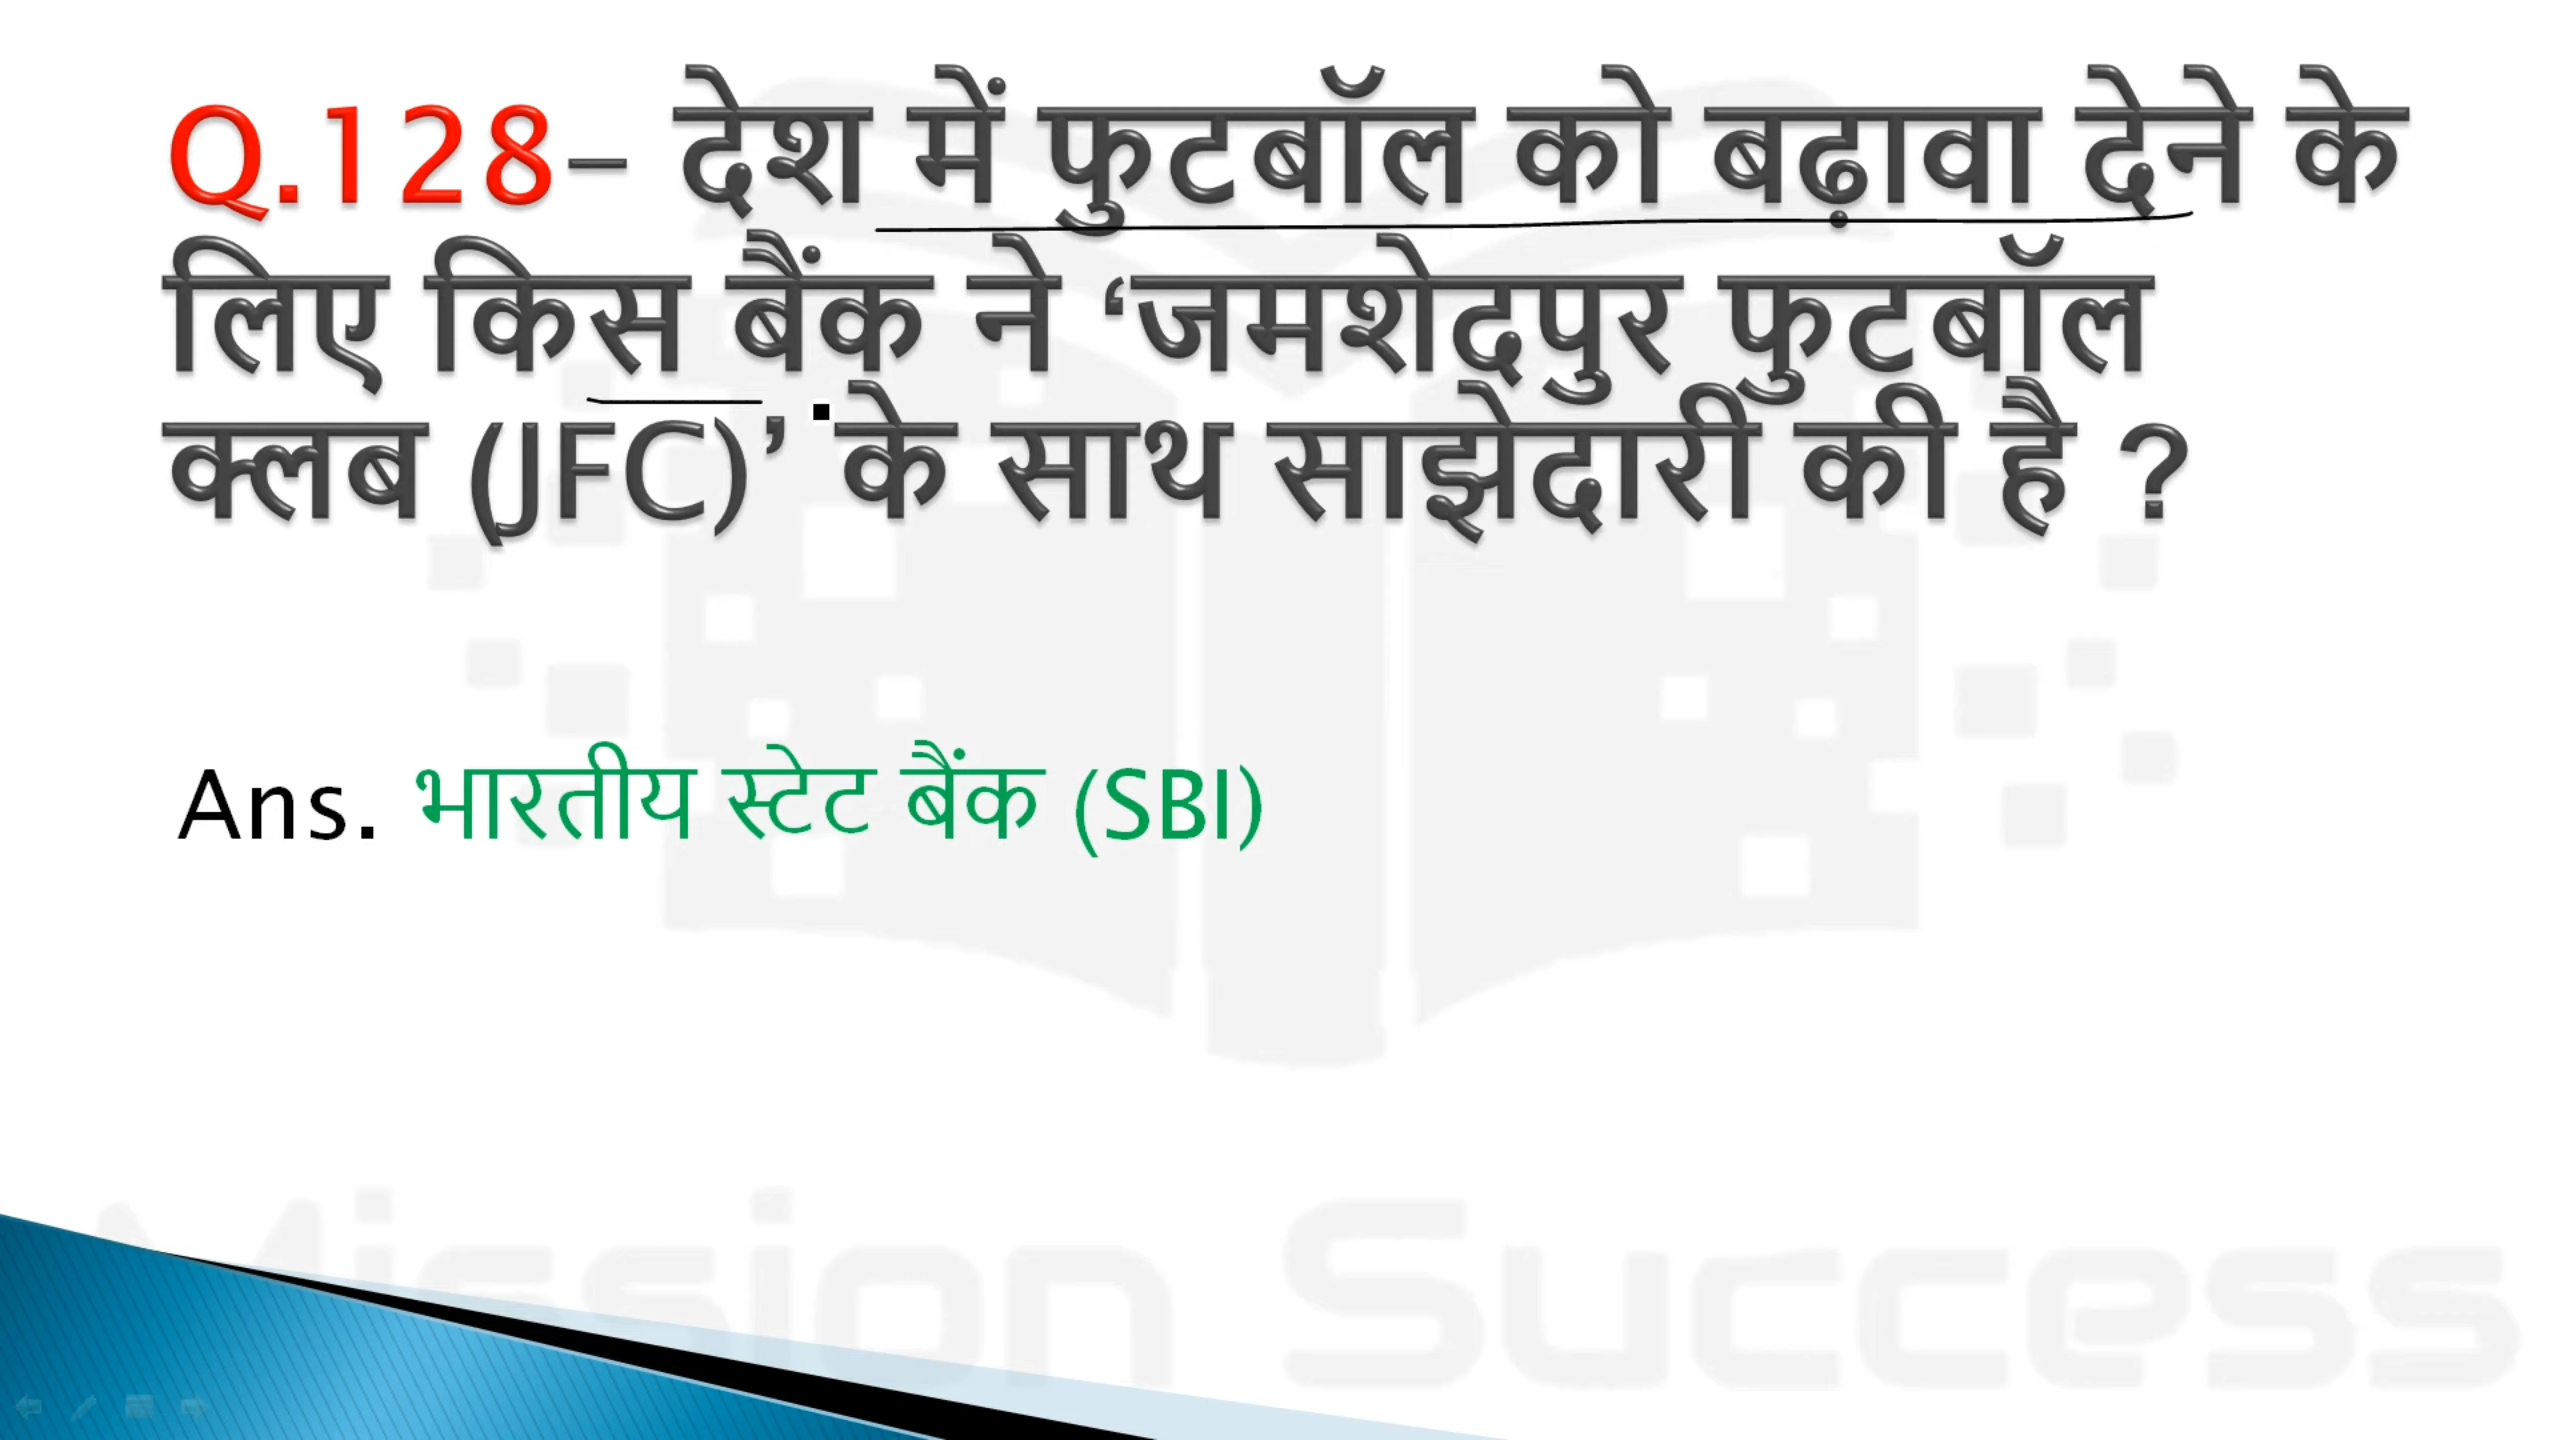 Q.128- देश में फुटबॉल को बढ़ावा देने के
लिए किस बैंक ने ‘जमशेदपुर फुटबॉल
क्लब (JFC)’ के साथ साझेदारी की है ?
Ans. भारतीय स्टेट बैंक (SBI)
Mission Success